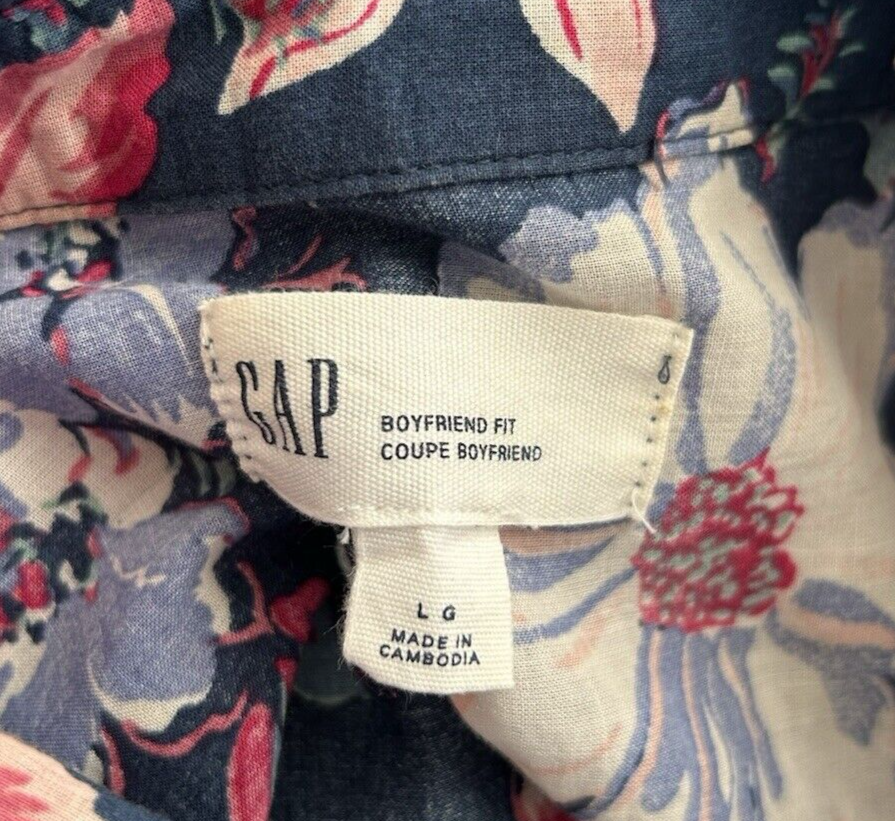 GAP
BOYFRIEND FIT
COUPE BOYFRIEND
L G
MADE IN
CAMBODIA